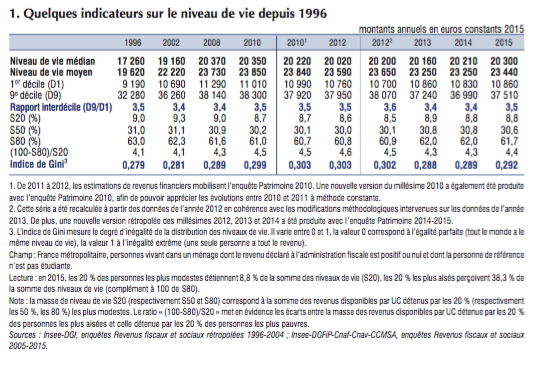 1. Quelques indicateurs sur le niveau de vie depuis 1996
montants annuels en euros constants 2015
1996 2002 2008 2010 2010¹ 2012 2012² 2013 2014 2015
Niveau de vie médian 17 260 19 160 20 370 20 350 20 220 20 020 20 200 20 160 20 210 20 300
Niveau de vie moyen 19 620 22 220 23 730 23 850 23 840 23 590 23 650 23 250 23 250 23 440
1er décile (D1) 9 190 10 690 11 290 11 010 10 990 10 760 10 700 10 860 10 830 10 860
9e décile (D9) 32 280 36 260 38 140 38 300 37 920 37 950 38 070 37 240 36 990 37 510
Rapport interdécile (D9/D1) 3,5 3,4 3,4 3,5 3,5 3,5 3,6 3,4 3,4 3,5
S20 (%) 9,0 9,3 9,0 8,7 8,7 8,6 8,5 8,9 8,8 8,8
S50 (%) 31,0 31,1 30,9 30,2 30,1 30,0 30,1 30,8 30,8 30,6
S80 (%) 63,0 62,3 61,6 61,0 60,7 60,8 60,9 62,0 62,0 61,7
(100-S80)/S20 4,1 4,1 4,3 4,5 4,5 4,6 4,5 4,3 4,3 4,4
Indice de Gini³ 0,279 0,281 0,289 0,299 0,303 0,303 0,302 0,288 0,289 0,292
1. De 2011 à 2012, les estimations de revenus financiers mobilisent l'enquête Patrimoine 2010. Une nouvelle version du millésime 2010 a également été produite
avec l'enquête Patrimoine 2010, afin de pouvoir apprécier les évolutions entre 2010 et 2011 à méthode constante.
2. Cette série a été recalculée à partir des données de l'année 2012 en cohérence avec les modifications méthodologiques intervenues sur les données de l'année
2013. De plus, une nouvelle version rétropolée des millésimes 2012, 2013 et 2014 a été produite avec l'enquête Patrimoine 2014-2015.
3. L'indice de Gini mesure le degré d'inégalité de la distribution des niveaux de vie. Il varie entre 0 et 1, la valeur 0 correspond à l'égalité parfaite (tout le monde a le
même niveau de vie), la valeur 1 à l'inégalité extrême (une seule personne a tout le revenu).
Champ : France métropolitaine, personnes vivant dans un ménage dont le revenu déclaré à l'administration fiscale est positif ou nul et dont la personne de référence
n'est pas étudiante.
Lecture : en 2015, les 20 % des personnes les plus modestes détiennent 8,8 % de la somme des niveaux de vie (S20), les 20 % les plus aisés perçoivent 38,3 % de
la somme des niveaux de vie (complément à 100 de S80).
Note : la masse de niveau de vie S20 (respectivement S50 et S80) correspond à la somme des revenus disponibles par UC détenus par les 20 % (respectivement
les 50 %, les 80 %) les plus modestes. Le ratio « (100-S80)/S20 » met en évidence les écarts entre la masse des revenus disponibles par UC détenue par les 20 %
des personnes les plus aisées et celle détenue par les 20 % des personnes les plus pauvres.
Sources : Insee-DGI, enquêtes Revenus fiscaux et sociaux rétropolées 1996-2004 ; Insee-DGFiP-Cnaf-Cnav-CCMSA, enquêtes Revenus fiscaux et sociaux
2005-2015.